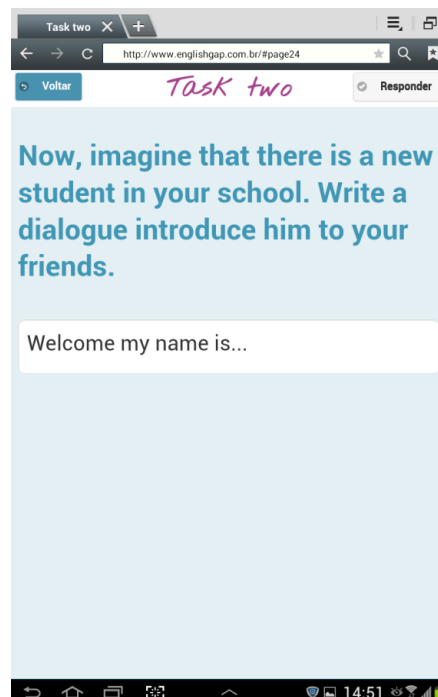 Task two
http://www.englishgap.com.br/#page24
Voltar
Task two
Responder
Now, imagine that there is a new
student in your school. Write a
dialogue introduce him to your
friends.
Welcome my name is...
14:51